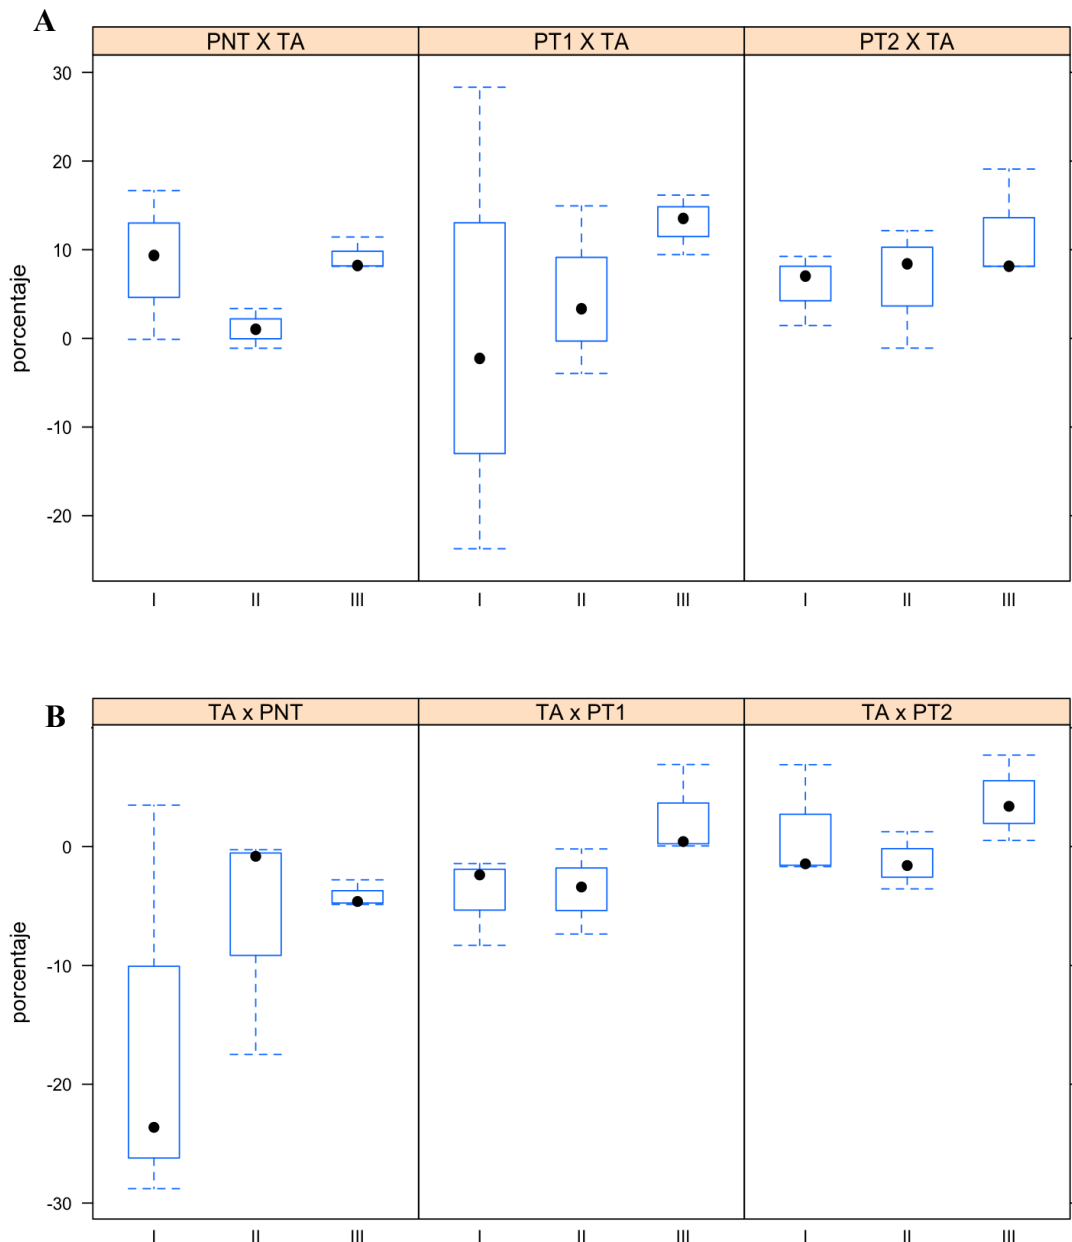 A
PNT X TA PT1 X TA PT2 X TA
30
20
10
0
-10
-20
porcentaje
I II III I II III I II III
B
TA x PNT TA x PT1 TA x PT2
0
-10
-20
-30
porcentaje
I II III I II III I II III